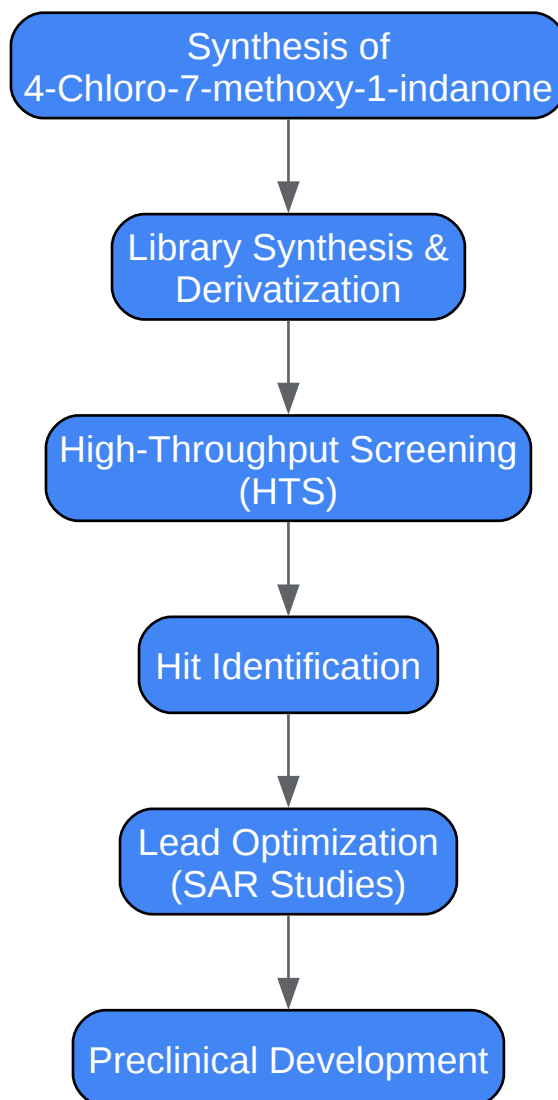 Synthesis of
4-Chloro-7-methoxy-1-indanone
Library Synthesis &
Derivatization
High-Throughput Screening
(HTS)
Hit Identification
Lead Optimization
(SAR Studies)
Preclinical Development